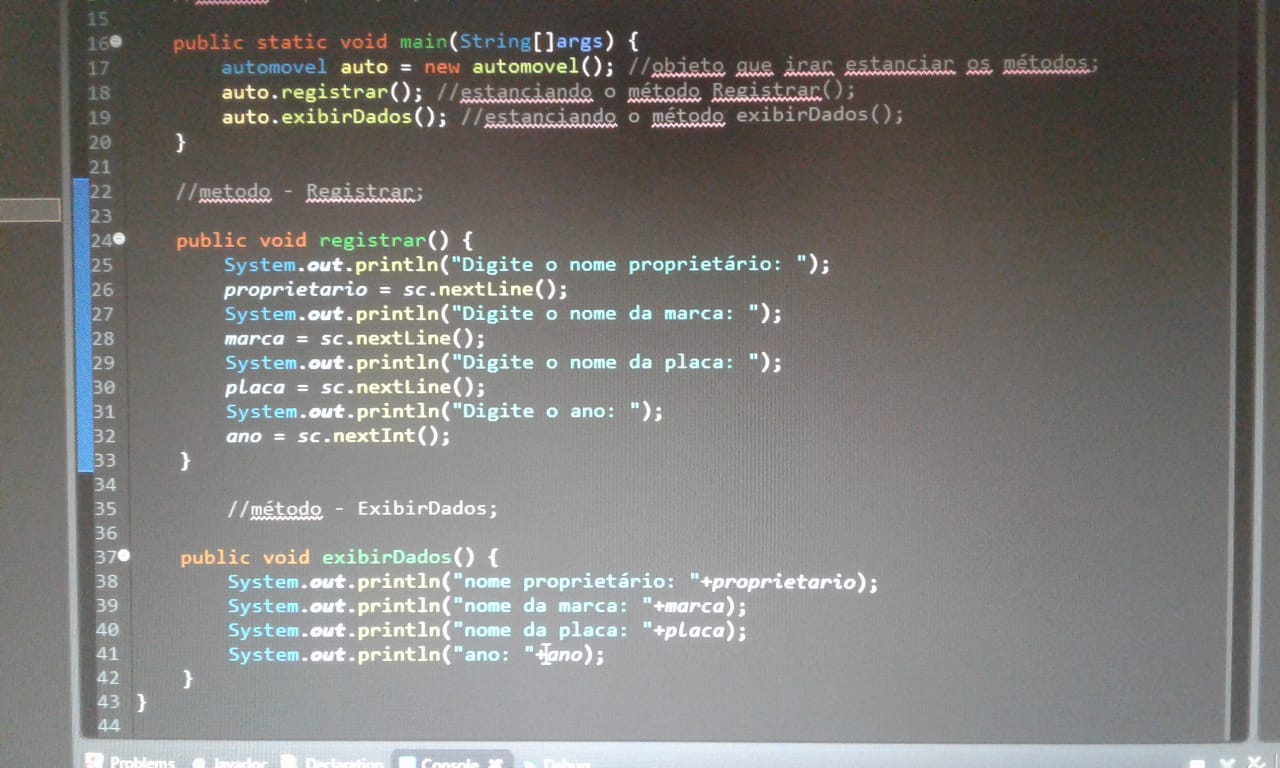 15
16 public static void main(String[]args) {
17 automovel auto = new automovel(); //objeto que irar estanciar os métodos;
18 auto.registrar(); //estanciando o método Registrar();
19 auto.exibirDados(); //estanciando o método exibirDados();
20 }
21
22 //metodo - Registrar;
23
24 public void registrar() {
25 System.out.println("Digite o nome proprietário: ");
26 proprietario = sc.nextLine();
27 System.out.println("Digite o nome da marca: ");
28 marca = sc.nextLine();
29 System.out.println("Digite o nome da placa: ");
30 placa = sc.nextLine();
31 System.out.println("Digite o ano: ");
32 ano = sc.nextInt();
33 }
34
35 //método - ExibirDados;
36
37 public void exibirDados() {
38 System.out.println("nome proprietário: "+proprietario);
39 System.out.println("nome da marca: "+marca);
40 System.out.println("nome da placa: "+placa);
41 System.out.println("ano: "+ano);
42 }
43 }
44
Problems Javadoc Declaration Console Debug